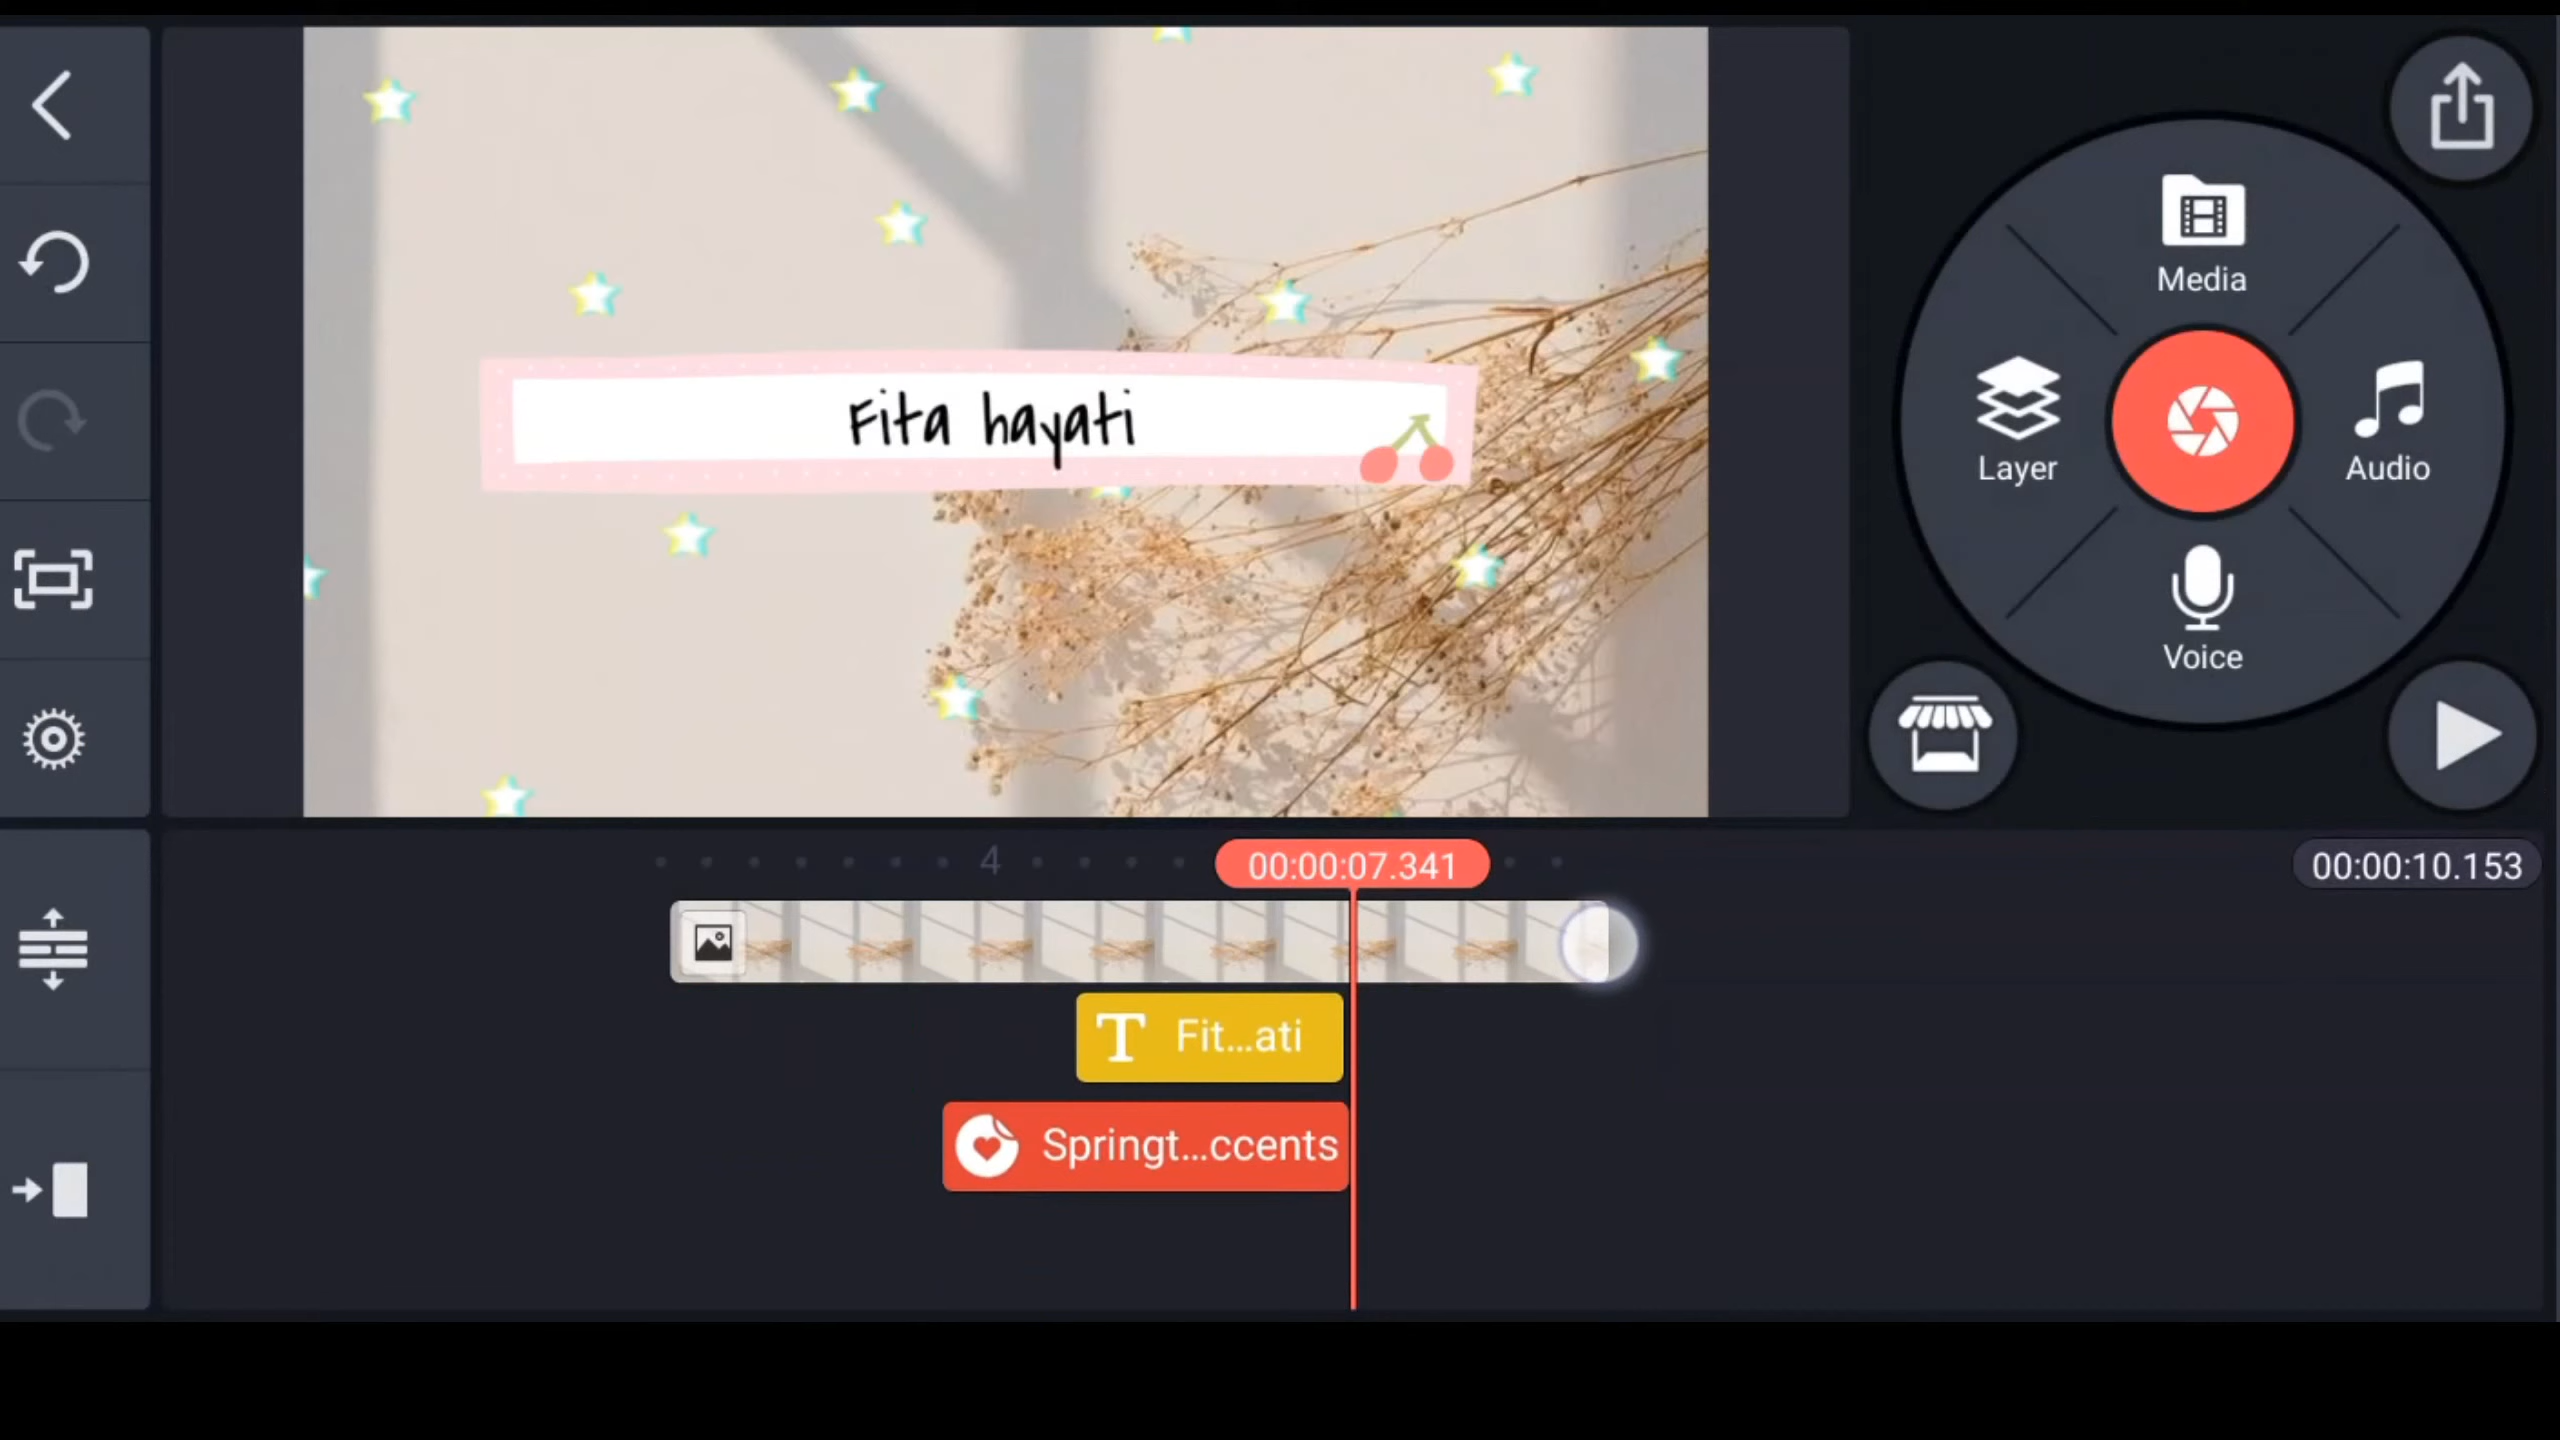 Media
Fita hayati
Layer
Audio
Voice
4
00:00:07.341
00:00:10.153
T Fit...ati
Springt...ccents